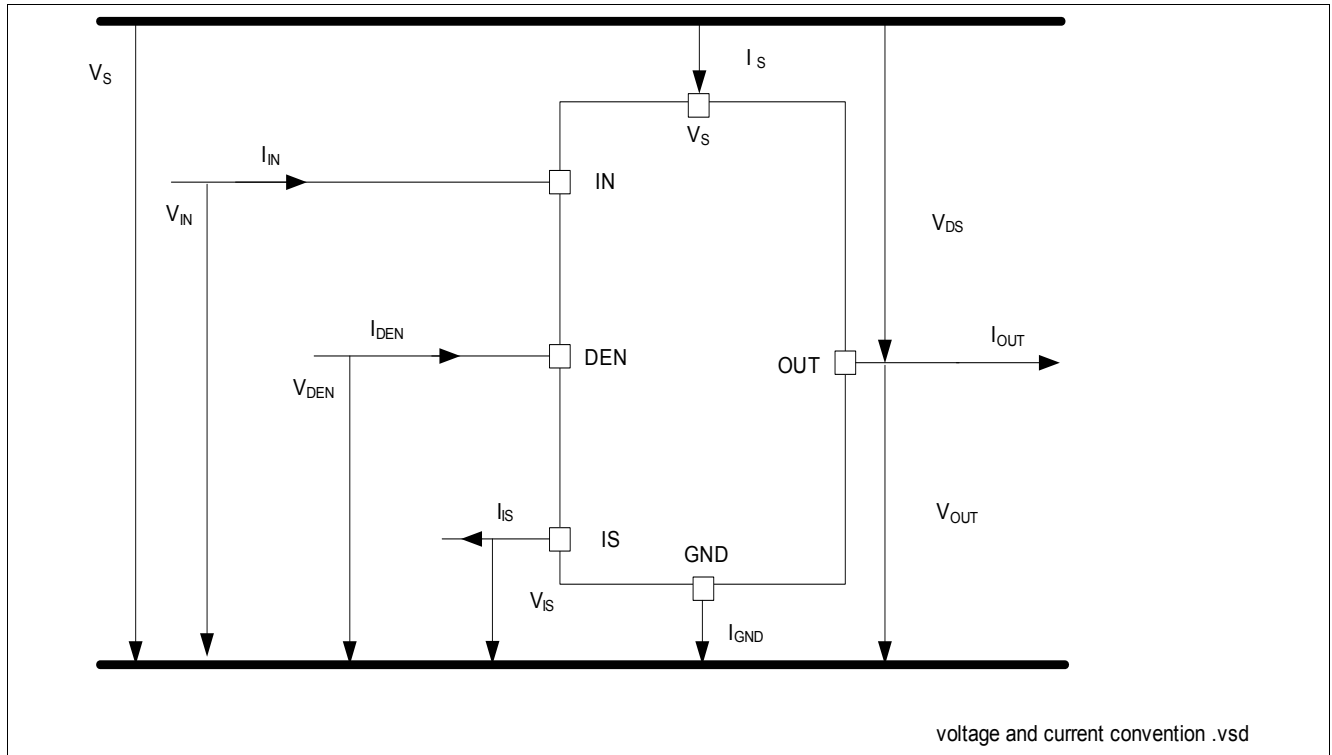 V_S
I_S
V_S
I_IN
IN
V_IN
V_DS
I_DEN
DEN
I_OUT
OUT
V_DEN
I_IS
IS
V_OUT
GND
V_IS
I_GND
voltage and current convention .vsd